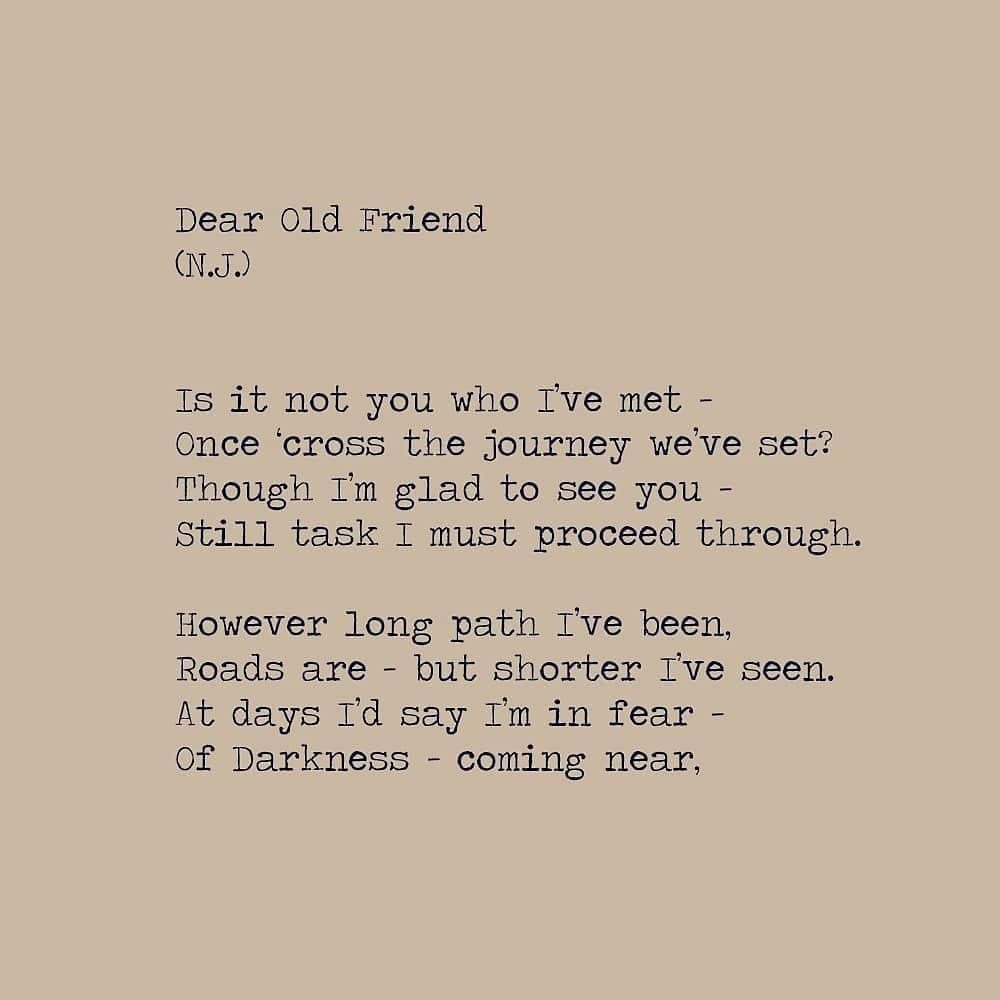 Dear Old Friend
(N.J.)
Is it not you who I've met -
Once ‘cross the journey we've set?
Though I'm glad to see you -
Still task I must proceed through.
However long path I've been,
Roads are - but shorter I've seen.
At days I'd say I'm in fear -
Of Darkness - coming near,